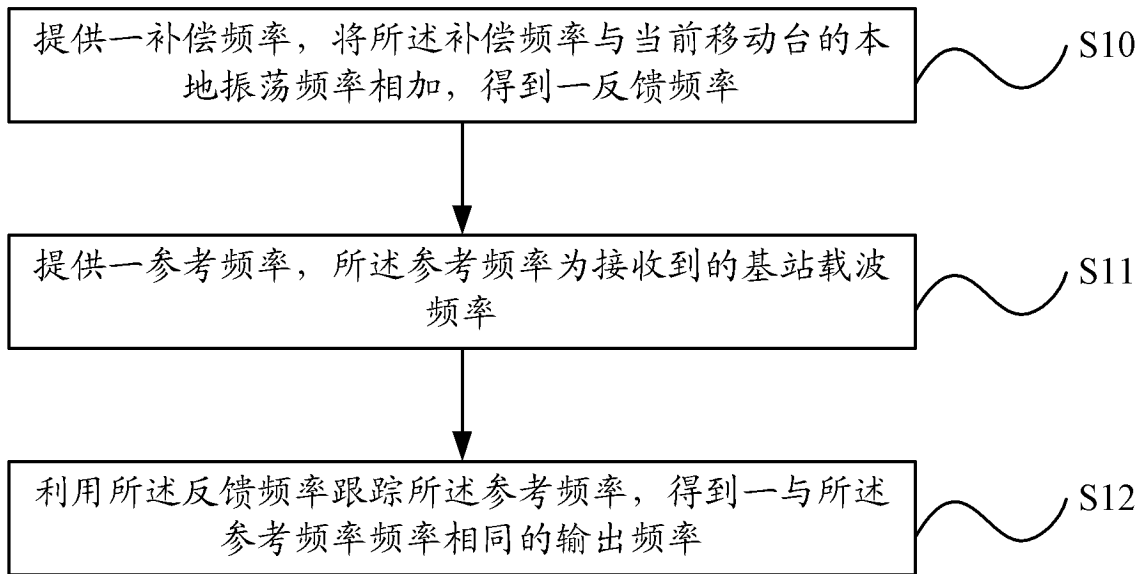 提供一补偿频率，将所述补偿频率与当前移动台的本
地振荡频率相加，得到一反馈频率
S10
提供一参考频率，所述参考频率为接收到的基站载波
频率
S11
利用所述反馈频率跟踪所述参考频率，得到一与所述
参考频率频率相同的输出频率
S12